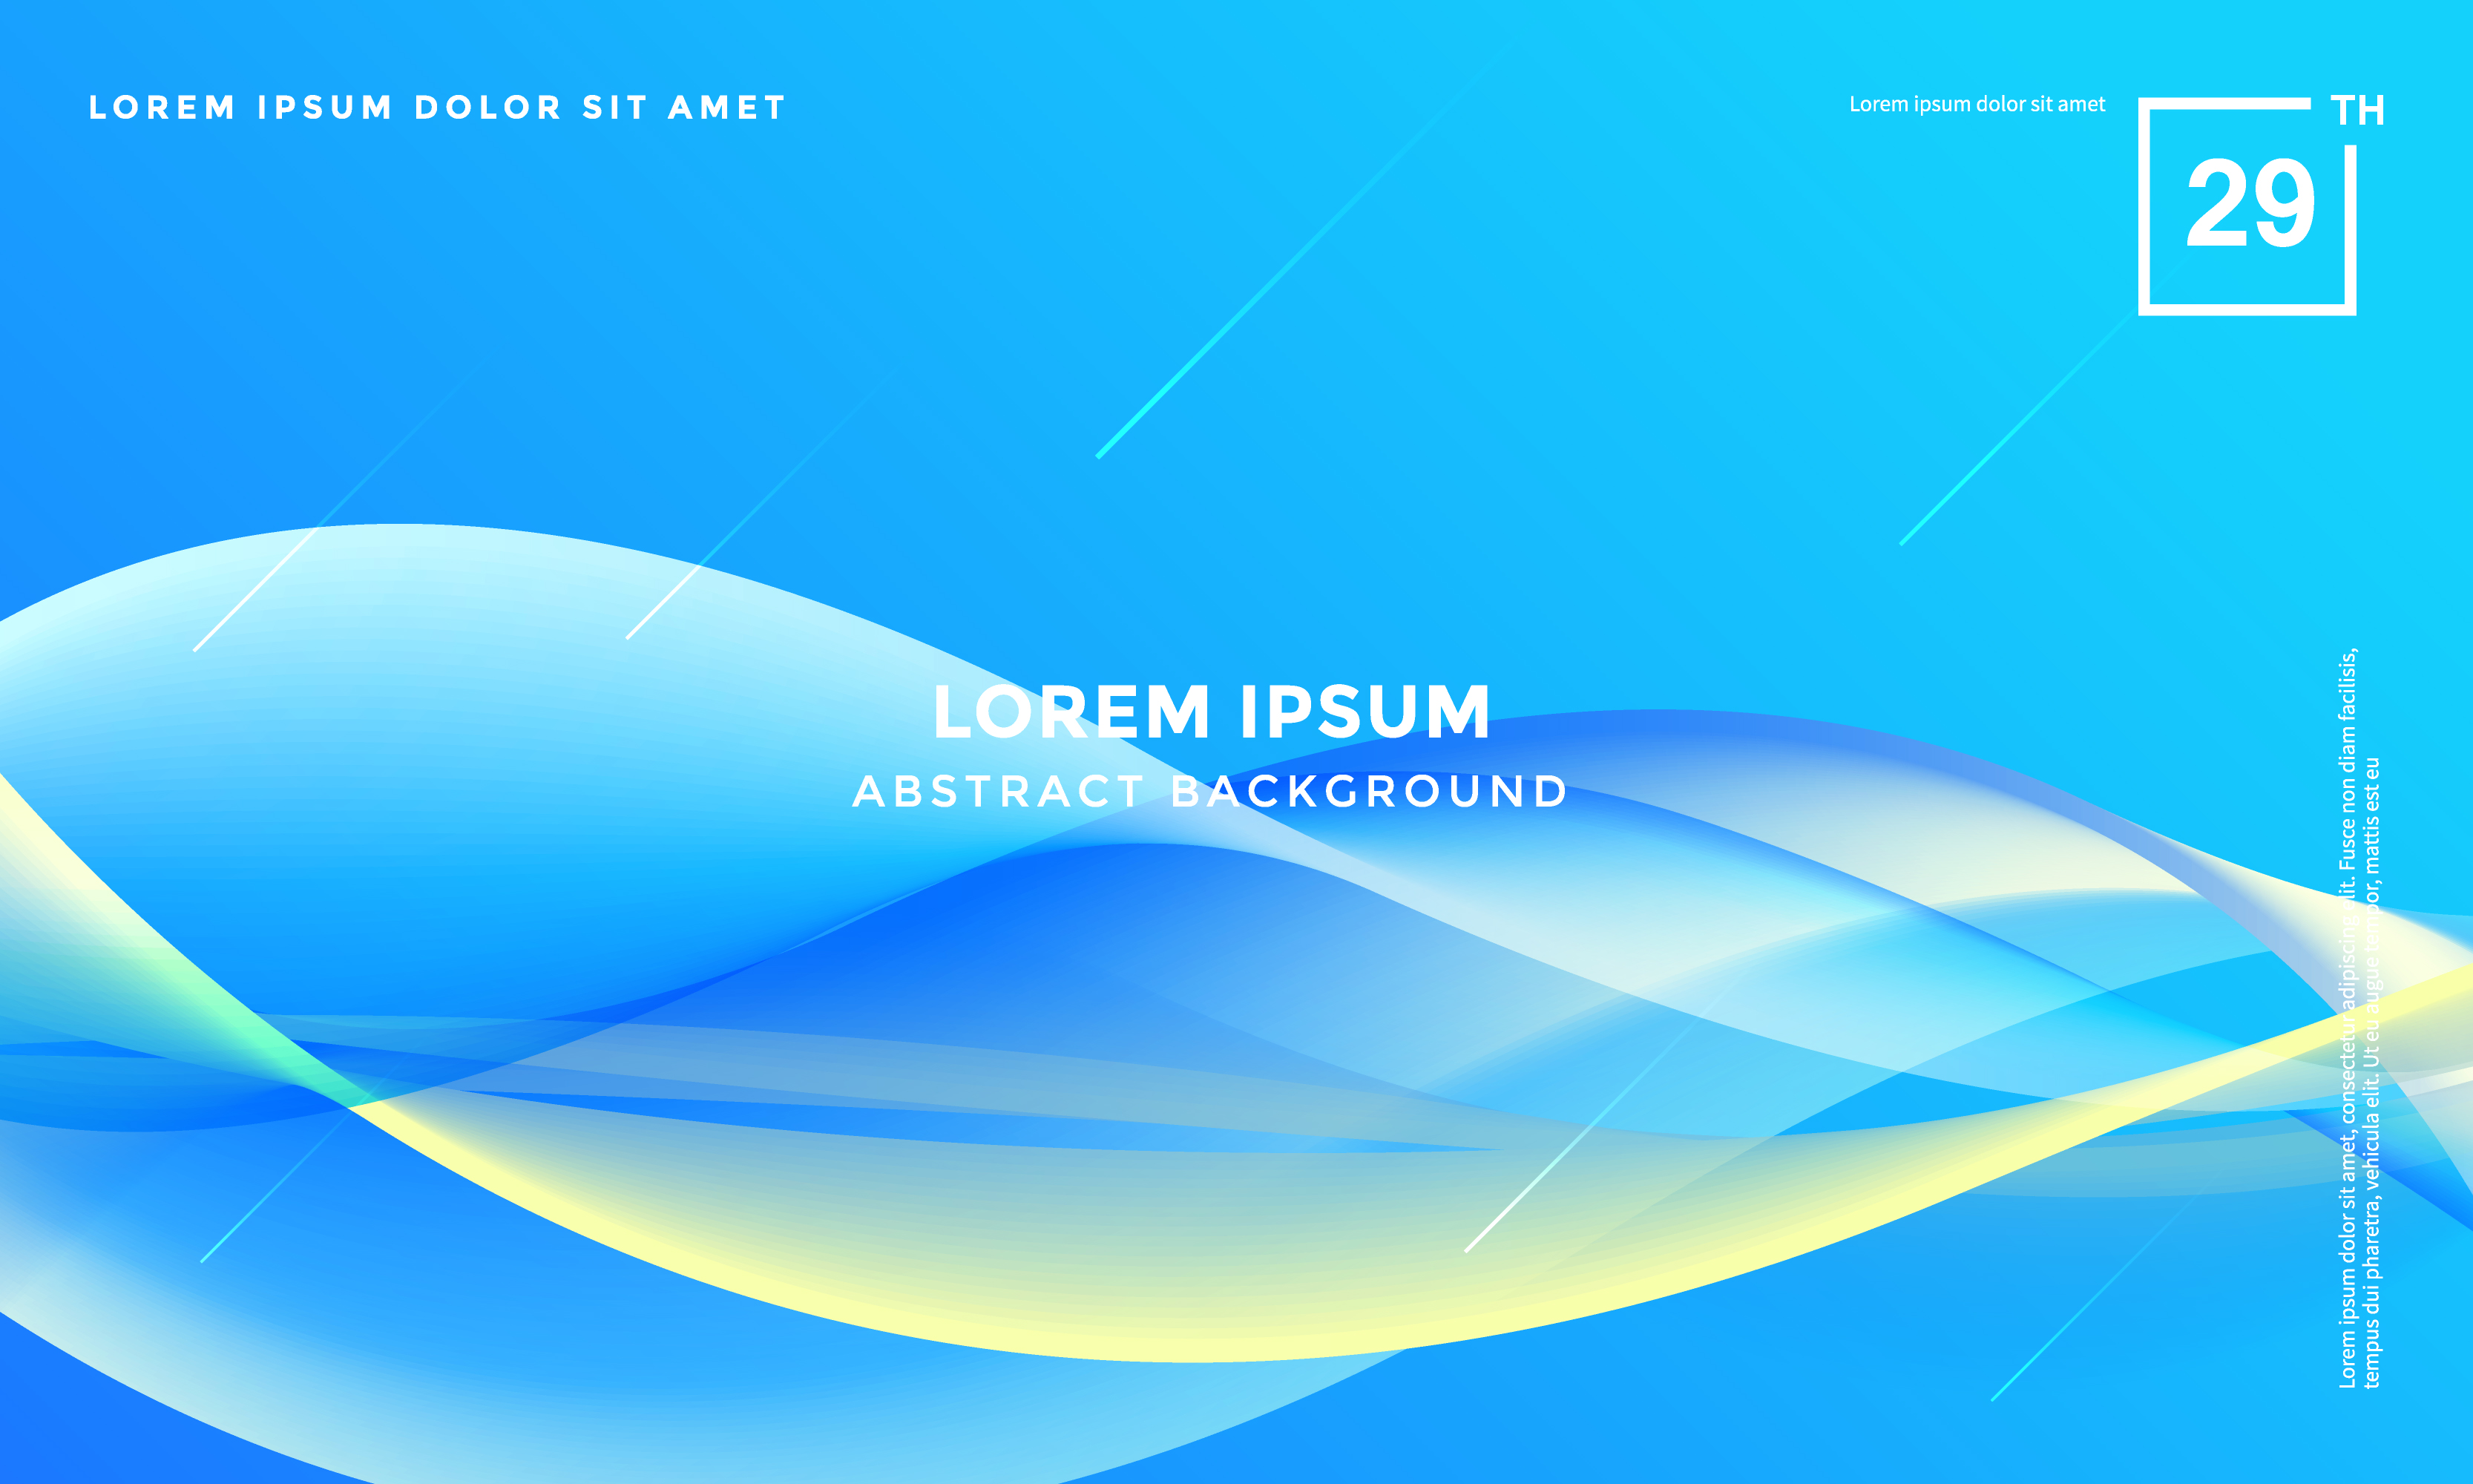 LOREM IPSUM DOLOR SIT AMET
Lorem ipsum dolor sit amet
TH
29
LOREM IPSUM
ABSTRACT BACKGROUND
Lorem ipsum dolor sit amet, consectetur adipiscing elit. Fusce non diam facilisis,
tempus dui pharetra, vehicula elit. Ut eu augue tempor, mattis est eu